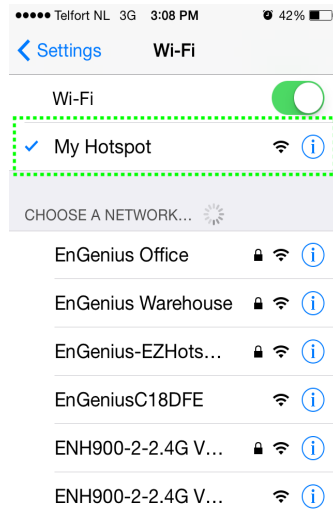 Telfort NL 3G 3:08 PM 42%
Settings Wi-Fi
Wi-Fi
My Hotspot
CHOOSE A NETWORK...
EnGenius Office
EnGenius Warehouse
EnGenius-EZHots...
EnGeniusC18DFE
ENH900-2-2.4G V...
ENH900-2-2.4G V...